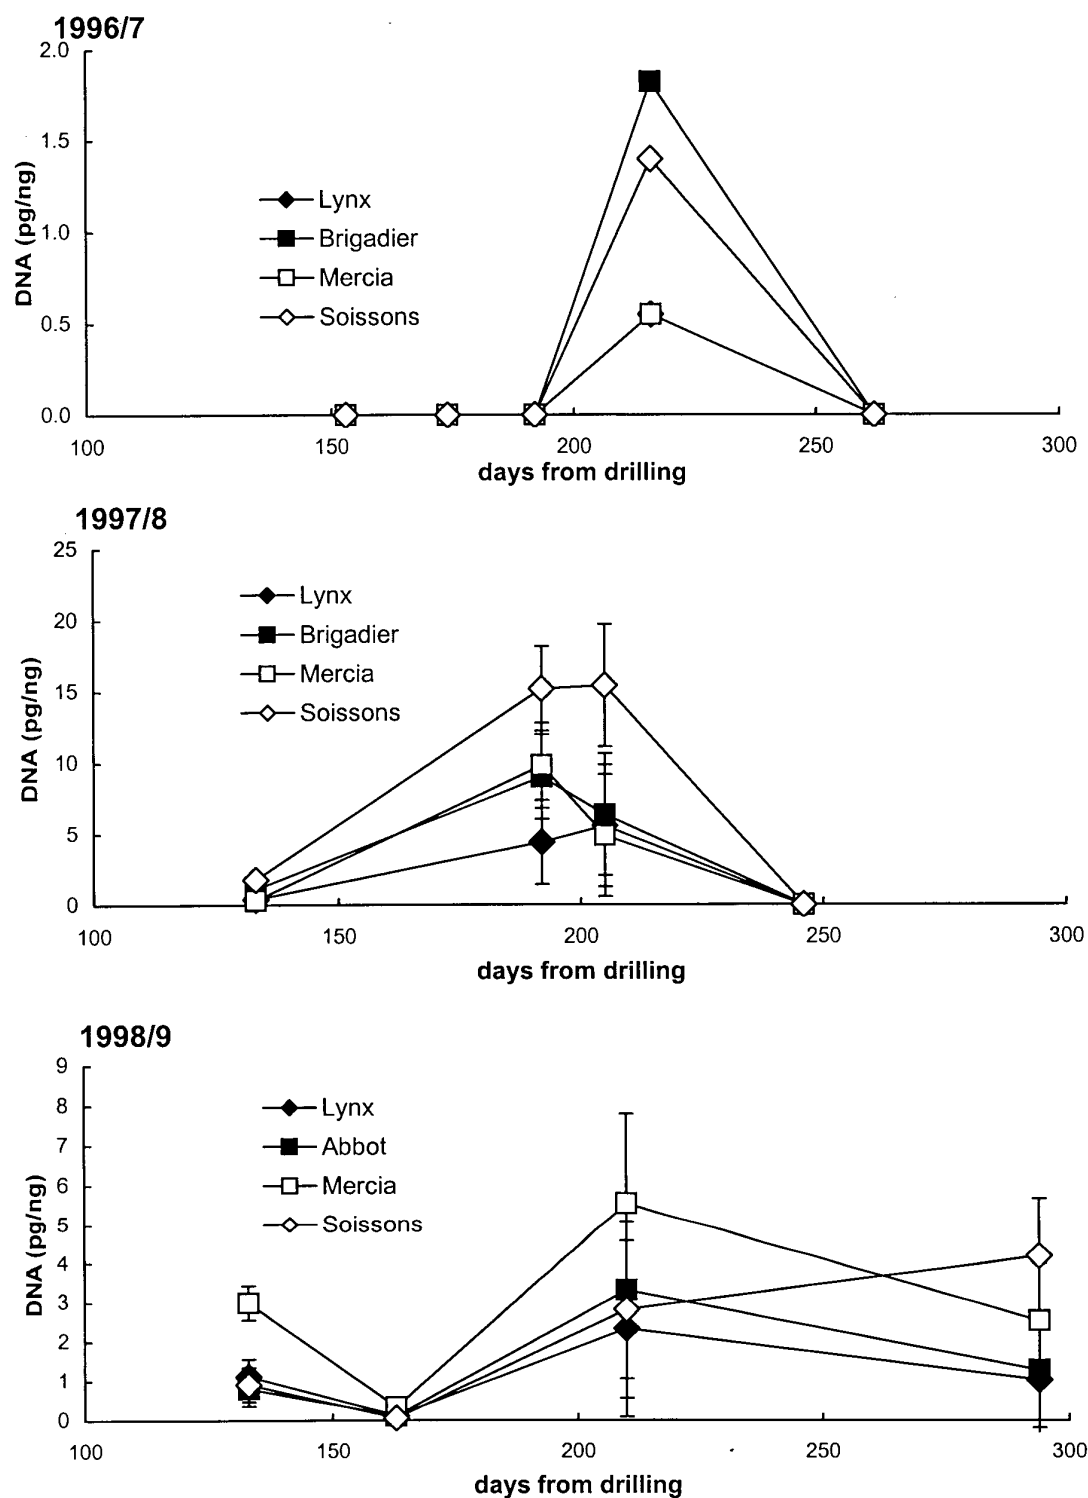 1996/7
2.0
1.5
1.0
0.5
0.0
DNA (pg/ng)
Lynx
Brigadier
Mercia
Soissons
100 150 200 250 300
days from drilling
1997/8
25
20
15
10
5
0
DNA (pg/ng)
Lynx
Brigadier
Mercia
Soissons
100 150 200 250 300
days from drilling
1998/9
9
8
7
6
5
4
3
2
1
0
DNA (pg/ng)
Lynx
Abbot
Mercia
Soissons
100 150 200 250 300
days from drilling